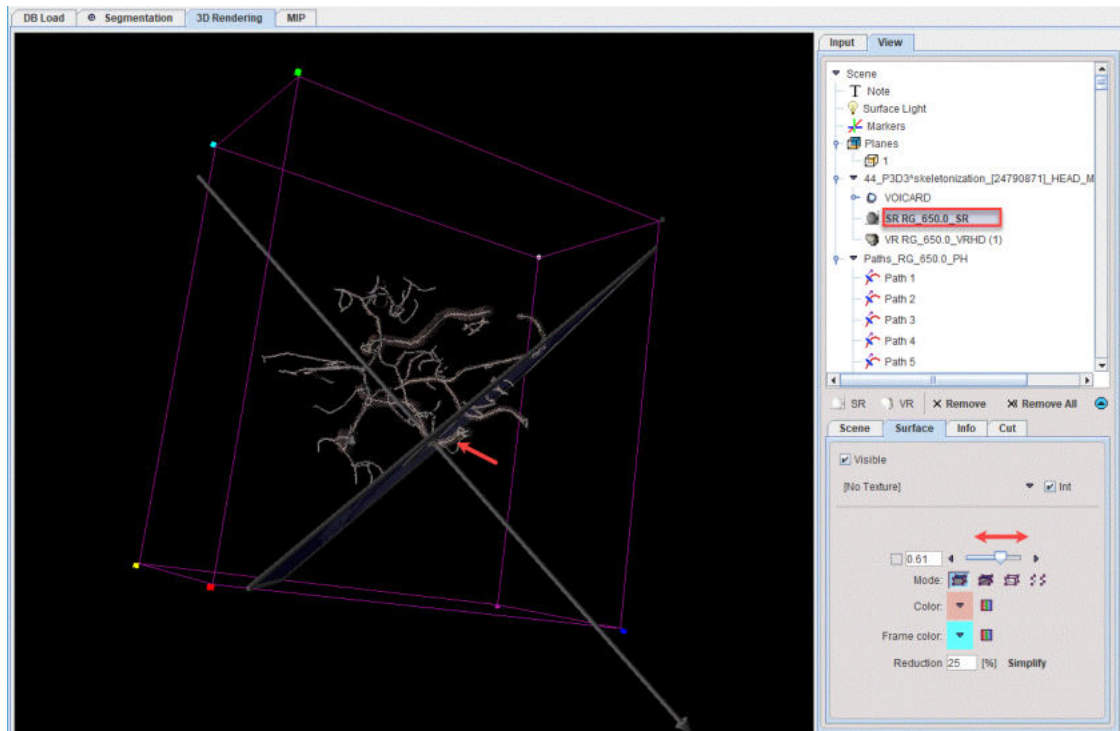 DB Load Segmentation 3D Rendering MIP
Input View
Scene
T Note
Surface Light
Markers
Planes
1
44_P3D3^skeletonization_[24790871]_HEAD_M
VOICARD
SR RG_650.0_SR
VR RG_650.0_VRHD (1)
Paths_RG_650.0_PH
Path 1
Path 2
Path 3
Path 4
Path 5
SR VR Remove Remove All
Scene Surface Info Cut
Visible
[No Texture] Int
0.61
Mode:
Color:
Frame color:
Reduction 25 [%] Simplify